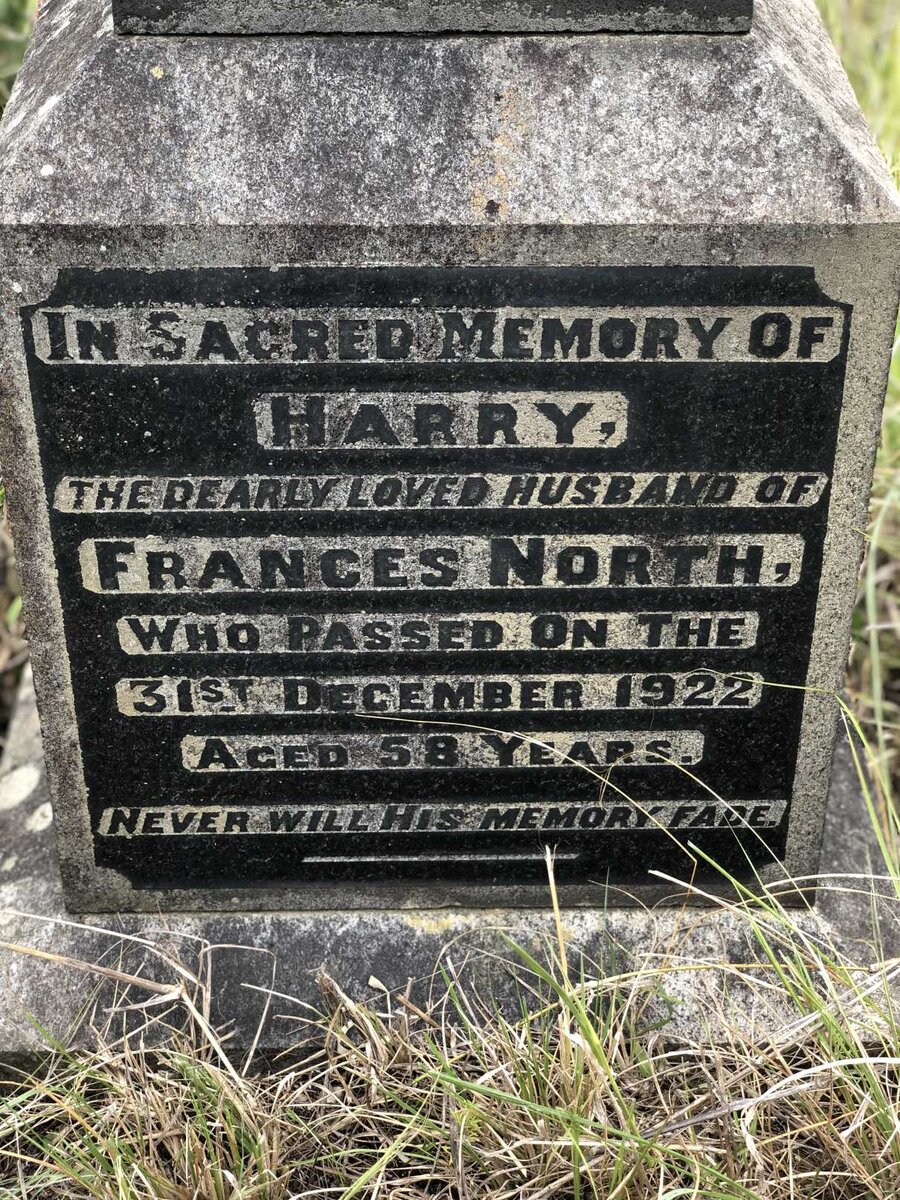 IN SACRED MEMORY OF
HARRY,
THE DEARLY LOVED HUSBAND OF
FRANCES NORTH,
WHO PASSED ON THE
31ST DECEMBER 1922
AGED 58 YEARS.
NEVER WILL HIS MEMORY FADE.